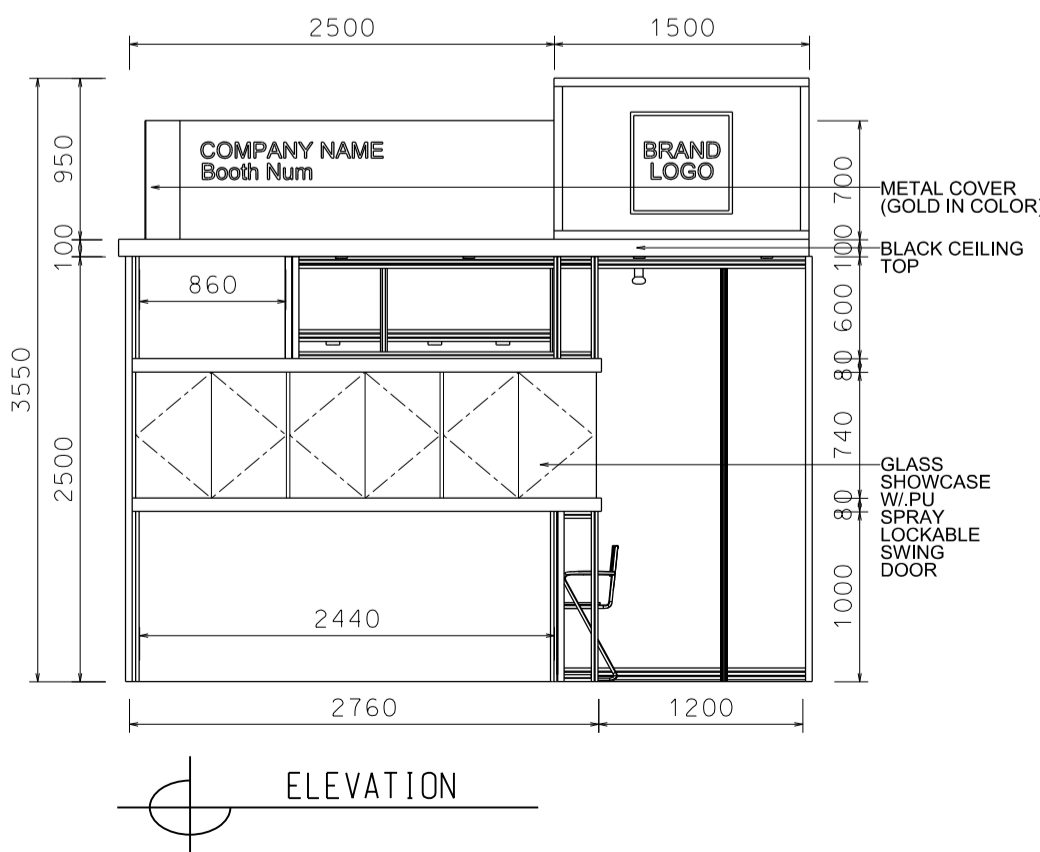 2500
1500
COMPANY NAME
Booth Num
BRAND
LOGO
950
700
METAL COVER
(GOLD IN COLOR)
100
100
BLACK CEILING
TOP
860
600
3550
80
2500
740
GLASS
SHOWCASE
W/.PU
SPRAY
LOCKABLE
SWING
DOOR
80
1000
2440
2760
1200
ELEVATION